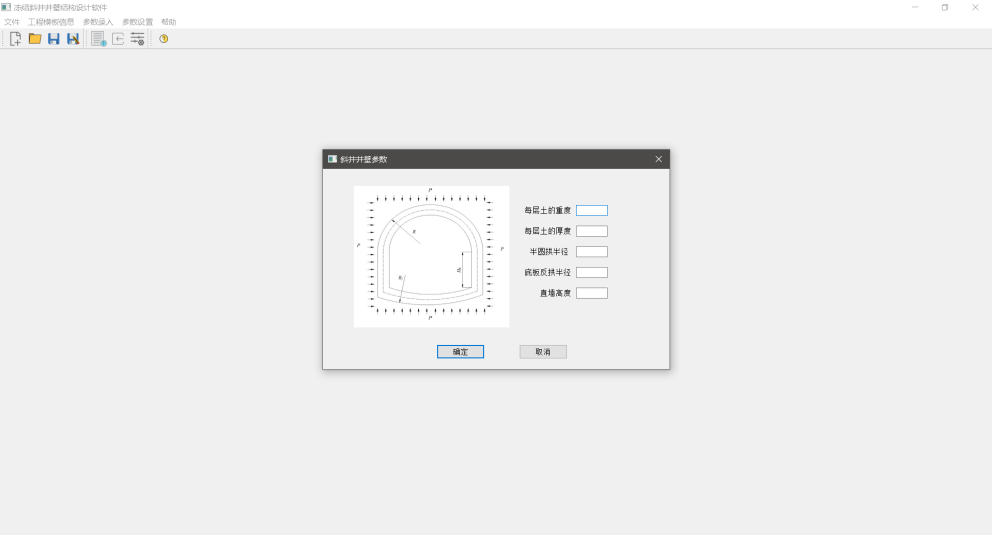 冻结斜井井壁结构设计软件
文件 工程模板信息 参数录入 参数设置 帮助
斜井井壁参数
P
每层土的重度
每层土的厚度
R
P
P
半圆拱半径
底板反拱半径
直墙高度
P
确定 取消